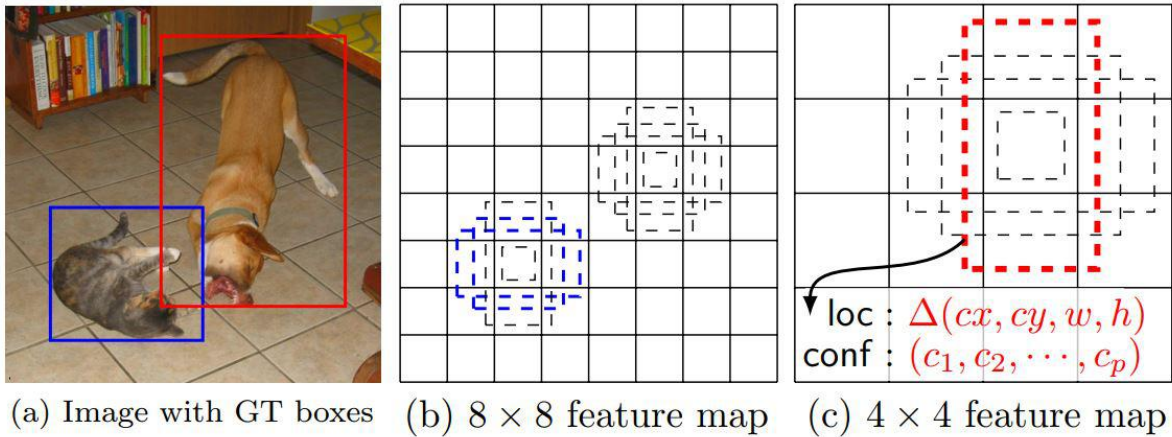 loc : Δ(cx, cy, w, h)
conf : (c₁, c₂, ⋯, cₚ)
(a) Image with GT boxes
(b) 8 × 8 feature map
(c) 4 × 4 feature map